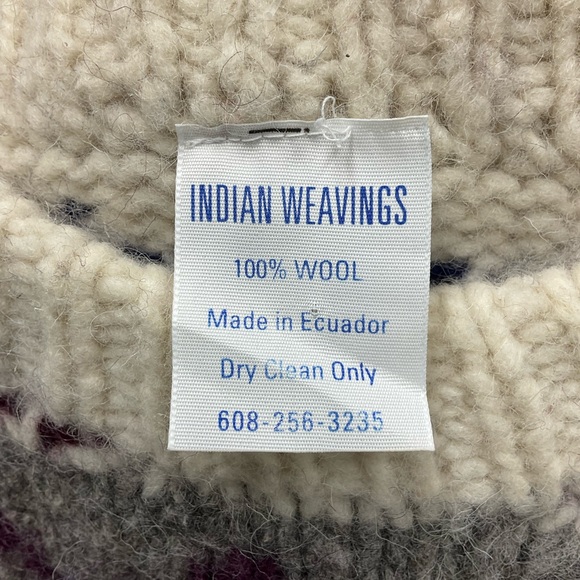 INDIAN WEAVINGS
100% WOOL
Made in Ecuador
Dry Clean Only
608-256-3235